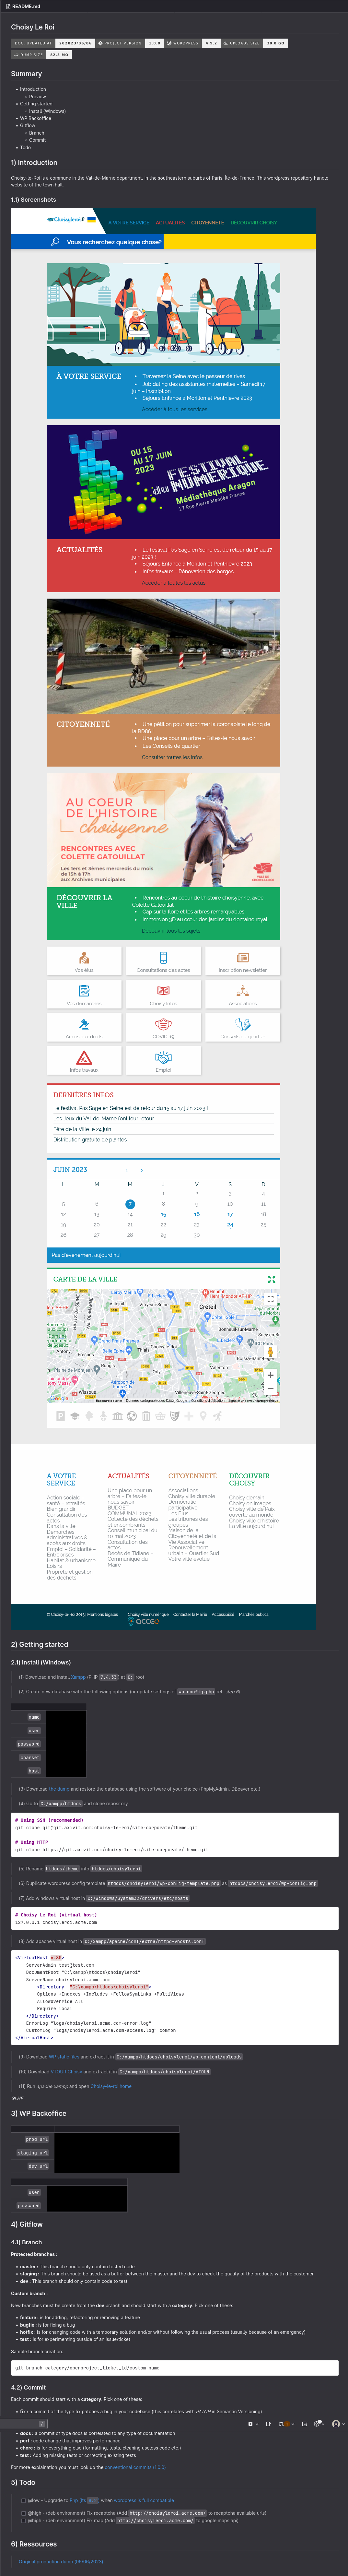 README.md
Choisy Le Roi
DOC. UPDATED AT 2023/06/06 PROJECT VERSION 1.0.0 WORDPRESS 4.9.2 UPLOADS SIZE
DUMP SIZE
Summary
Introduction
Preview
Getting started
Install (Windows)
WP Backoffice
Gitflow
Branch
Commit
Todo
1) Introduction
Choisy-le-Roi is a commune in the Val-de-Marne department, in the southeastern suburbs of Paris, Île-de-France. This wordpress repository handle
website of the town hall.
1.1) Screenshots
Choisyleroi.fr À VOTRE SERVICE ACTUALITÉS CITOYENNETÉ DÉCOUVRIR CHOISY
Vous recherchez quelque chose?
À VOTRE SERVICE
Traversez la Seine avec le passeur de rives
Job dating des assistantes maternelles – Samedi 17
juin – inscription
Séjours Enfance à Morillon et Penthièvre 2023
Accéder à tous les services
DU 15
AU 17
JUIN 2023
FESTIVAL
NUMÉRIQUE
Médiathèque Aragon
17 Rue Pierre Mendès France
ACTUALITÉS
Le festival Pas Sage en Seine est de retour du 15 au 17
juin 2023 !
Séjours Enfance à Morillon et Penthièvre 2023
Infos travaux – Rénovation des berges
Accéder à toutes les actus
CITOYENNETÉ
Une pétition pour supprimer la coronapiste le long de
la RD86 !
Une place pour un arbre – Faites-le nous savoir
Les Conseils de quartier
Consulter toutes les infos
AU COEUR
DE L'HISTOIRE
choisyenne
RENCONTRES AVEC
COLETTE GATOUILLAT
Les 1ers et 3èmes mercredis du mois
de 15h à 17h
aux Archives municipales
DÉCOUVRIR LA
VILLE
Rencontres au coeur de l'histoire choisyenne, avec
Colette Gatouillat
Cap sur la faune et les arbres remarquables
Immersion 3D au cœur des jardins du domaine royal
Découvrir tous les sujets
Vos élus Consultations des actes Inscription newsletter
Vos démarches Choisy Infos Associations
Accès aux droits COVID-19 Conseils de quartier
Infos travaux Emploi
DERNIÈRES INFOS
Le festival Pas Sage en Seine est de retour du 15 au 17 juin 2023 !
Les Jeux du Val-de-Marne font leur retour
Fête de la Ville le 24 juin
Distribution gratuite de plantes
JUIN 2023 ‹ ›
L M M J V S D
1 2 3 4
5 6 7 8 9 10 11
12 13 14 15 16 17 18
19 20 21 22 23 24 25
26 27 28 29 30
Pas d'évènement aujourd'hui
CARTE DE LA VILLE
Créteil
Villejuif
Vitry-sur-Seine
Antony
Fresnes
Rungis
Google
À VOTRE
SERVICE
Action sociale –
santé – retraités
Bien grandir
Consultation des
actes
Dans la ville
Démarches
administratives &
accès aux droits
Emploi – Solidarité –
Entreprises
Habitat & urbanisme
Loisirs
Propreté et gestion
des déchets
ACTUALITÉS
Une place pour un
arbre – Faites-le
nous savoir
BUDGET
COMMUNAL 2023
Collecte des déchets
et encombrants
Conseil municipal du
10 mai 2023
Consultation des
actes
Communiqué du
Maire
CITOYENNETÉ
Associations
Choisy ville durable
Démocratie
participative
Les Élus
Les tribunes des
groupes
Maison de la
Citoyenneté et de la
Vie Associative
Renouvellement
urbain – Quartier Sud
Votre ville évolue
DÉCOUVRIR
CHOISY
Choisy demain
Choisy en images
Choisy ville de Paix
ouverte au monde
Choisy ville d'histoire
La ville aujourd'hui
© Choisy-le-Roi 2015 | Mentions légales Choisy ville numérique Contacter la Mairie Accessibilité Marchés publics
acceo
2) Getting started
2.1) Install (Windows)
(1) Download and install Xampp (PHP 7.x.33) at C: root
(2) Create new database with the following options (or update settings of wp-config.php ref. step 6)
name
user
password
charset
host
(3) Download the dump and restore the database using the software of your choice (PhpMyAdmin, DBeaver etc.)
(4) Go to C:/xampp/htdocs and clone repository
# Using SSH (recommended)
git clone git@git.axivit.com:choisy-le-roi/site-corporate/theme.git
# Using HTTP
git clone https://git.axivit.com/choisy-le-roi/site-corporate/theme.git
(5) Rename htdocs/theme into htdocs/choisyleroi
(6) Duplicate wordpress config template htdocs/choisyleroi/wp-config-template.php as htdocs/choisyleroi/wp-config.php
(7) Add windows virtual host in C:/Windows/System32/drivers/etc/hosts
# Choisy Le Roi (virtual host)
127.0.0.1 choisyleroi.acme.com
(8) Add apache virtual host in C:/xampp/apache/conf/extra/httpd-vhosts.conf
<VirtualHost *:80>
ServerAdmin test@test.com
DocumentRoot "C:\xampp\htdocs\choisyleroi"
ServerName choisyleroi.acme.com
<Directory "C:\xampp\htdocs\choisyleroi">
Options +Indexes +Includes +FollowSymLinks +MultiViews
AllowOverride All
Require local
</Directory>
ErrorLog "logs/choisyleroi.acme.com-error.log"
CustomLog "logs/choisyleroi.acme.com-access.log" common
</VirtualHost>
(9) Download WP static files and extract it in C:/xampp/htdocs/choisyleroi/wp-content/uploads
(10) Download VTOUR Choisy and extract it in C:/xampp/htdocs/choisyleroi/VTOUR
(11) Run apache xampp and open Choisy-le-roi home
GLHF
3) WP Backoffice
prod url
staging url
dev url
user
password
4) Gitflow
4.1) Branch
Protected branches :
master : This branch should only contain tested code
staging : This branch should be used as a buffer between the master and the dev to check the quality of the products with the customer
dev : This branch should only contain code to test
Custom branch :
New branches must be create from the dev branch and should start with a category. Pick one of these:
feature : is for adding, refactoring or removing a feature
bugfix : is for fixing a bug
hotfix : is for changing code with a temporary solution and/or without following the usual process (usually because of an emergency)
test : is for experimenting outside of an issue/ticket
Sample branch creation:
git branch category/openproject_ticket_id/custom-name
4.2) Commit
Each commit should start with a category. Pick one of these:
fix : a commit of the type fix patches a bug in your codebase (this correlates with PATCH in Semantic Versioning)
docs : a commit of type docs is correlated to any type of documentation
perf : code change that improves performance
chore : is for everything else (formatting, tests, cleaning useless code etc.)
test : Adding missing tests or correcting existing tests
For more explanation you must look up the conventional commits (1.0.0)
5) Todo
@low - Upgrade to Php when wordpress is full compatible
@high - (deb environment) Fix recaptcha (Add http://choisyleroi.acme.com/ to recaptcha available urls)
@high - (deb environment) Fix map (Add http://choisyleroi.acme.com/ to google maps api)
6) Ressources
Original production dump (06/06/2023)